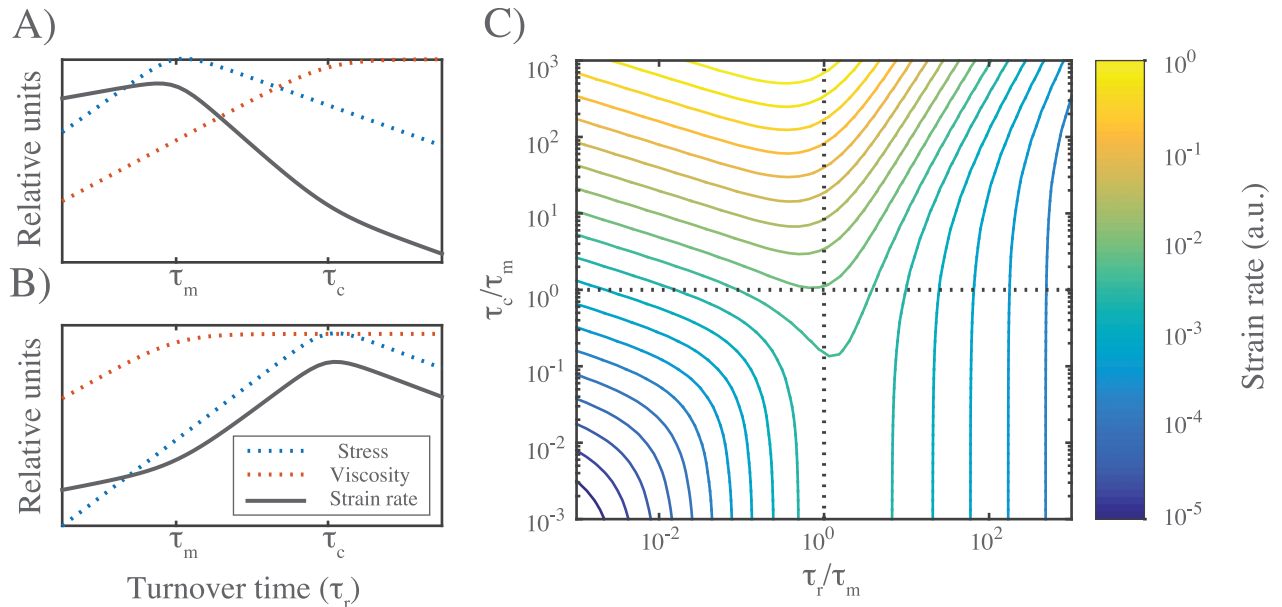 A)
Relative units
τm
τc
B)
Relative units
Stress
Viscosity
Strain rate
τm
τc
Turnover time (τr)
C)
τc/τm
10^3
10^2
10^1
10^0
10^-1
10^-2
10^-3
10^-2
10^0
10^2
τr/τm
10^0
10^-1
10^-2
10^-3
10^-4
10^-5
Strain rate (a.u.)